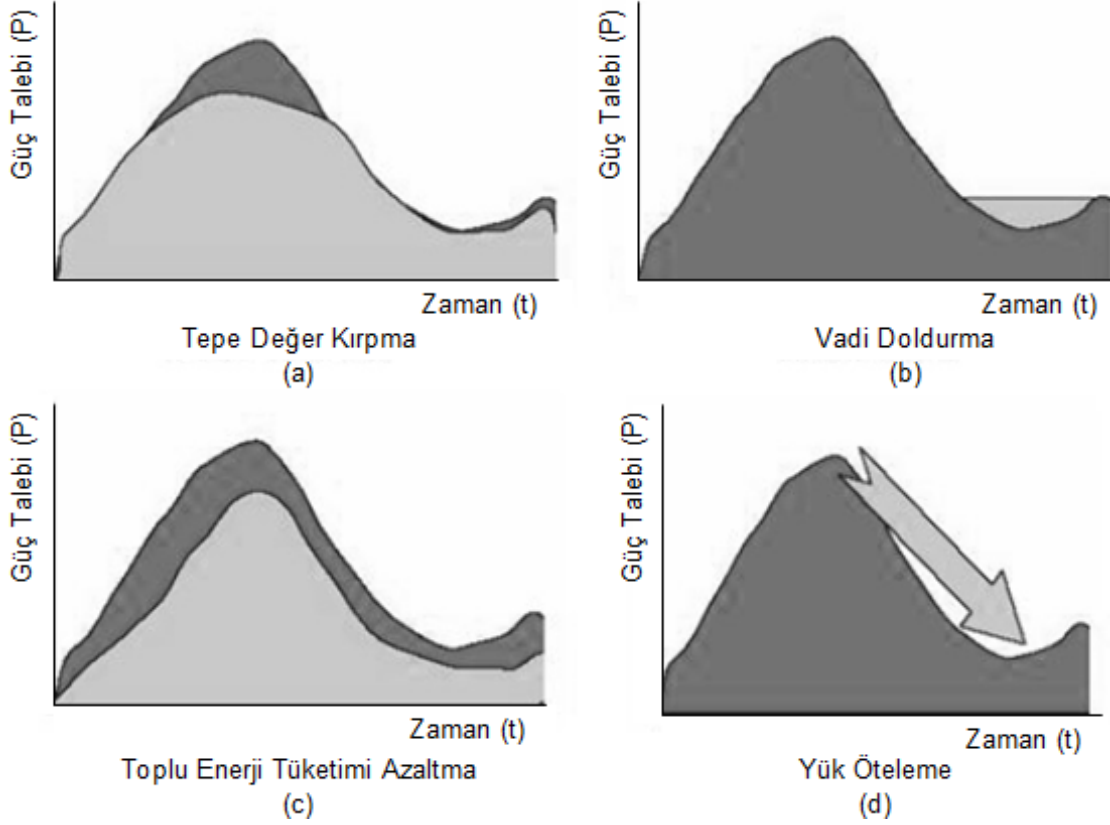 Güç Talebi (P)
Zaman (t)
Tepe Değer Kırpma
(a)
Güç Talebi (P)
Zaman (t)
Vadi Doldurma
(b)
Güç Talebi (P)
Zaman (t)
Toplu Enerji Tüketimi Azaltma
(c)
Güç Talebi (P)
Zaman (t)
Yük Öteleme
(d)